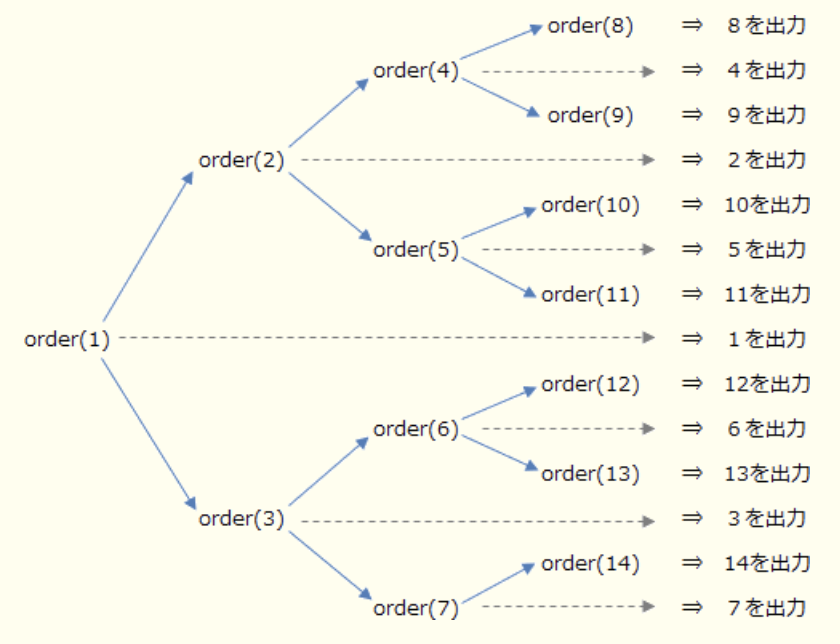 order(8) ⇒ 8を出力
order(4) ⇒ 4を出力
order(9) ⇒ 9を出力
order(2) ⇒ 2を出力
order(10) ⇒ 10を出力
order(5) ⇒ 5を出力
order(11) ⇒ 11を出力
order(1) ⇒ 1を出力
order(12) ⇒ 12を出力
order(6) ⇒ 6を出力
order(13) ⇒ 13を出力
order(3) ⇒ 3を出力
order(14) ⇒ 14を出力
order(7) ⇒ 7を出力